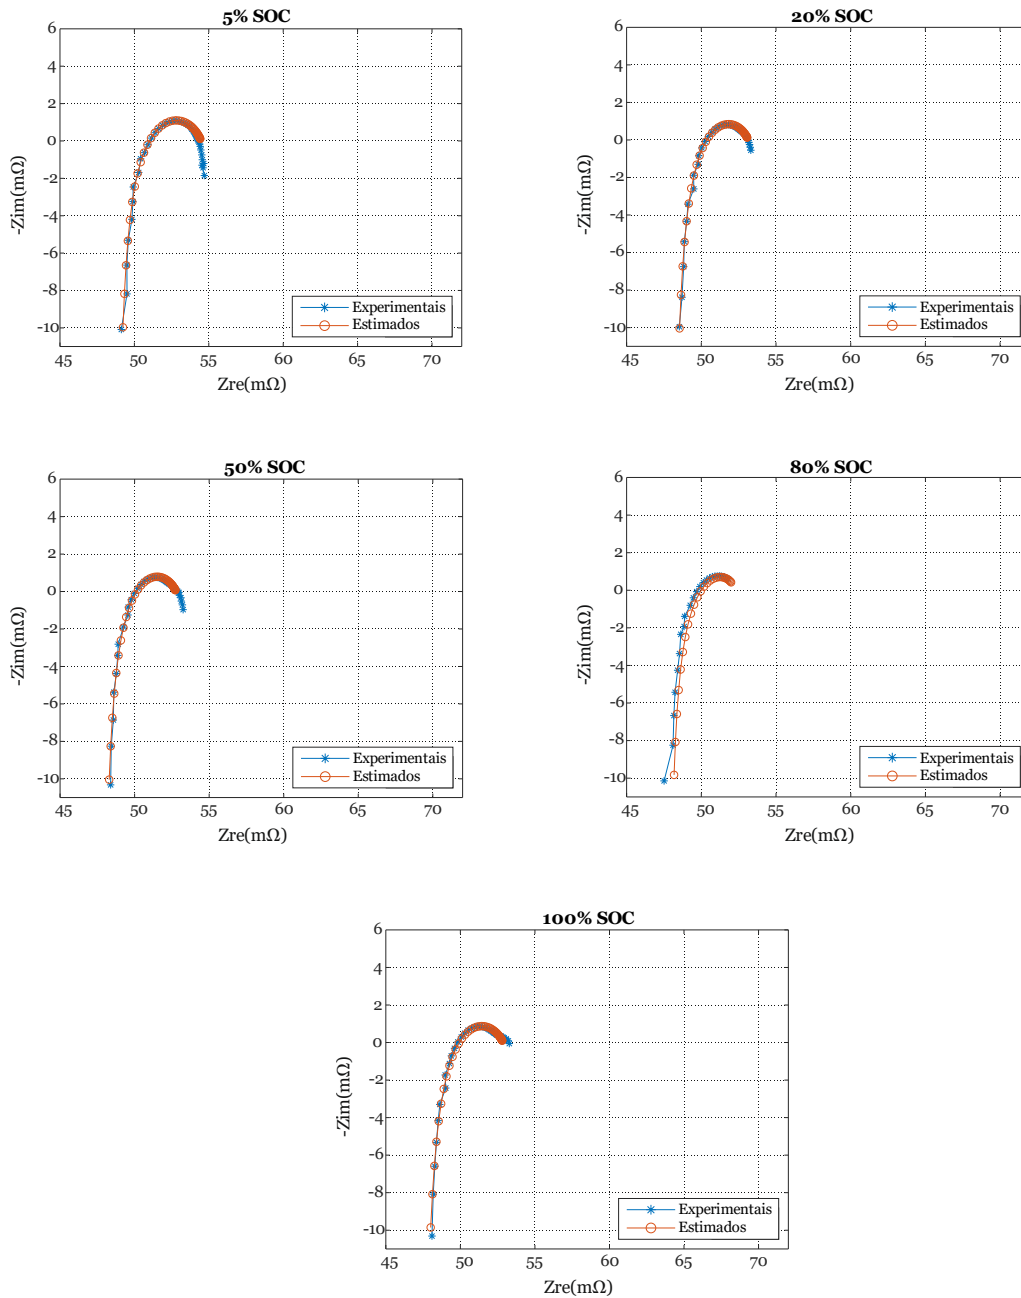 5% SOC
6
4
2
0
-2
-4
-6
-8
-10
-Zim(mΩ)
45 50 55 60 65 70
Zre(mΩ)
Experimentais
Estimados
20% SOC
6
4
2
0
-2
-4
-6
-8
-10
-Zim(mΩ)
45 50 55 60 65 70
Zre(mΩ)
Experimentais
Estimados
50% SOC
6
4
2
0
-2
-4
-6
-8
-10
-Zim(mΩ)
45 50 55 60 65 70
Zre(mΩ)
Experimentais
Estimados
80% SOC
6
4
2
0
-2
-4
-6
-8
-10
-Zim(mΩ)
45 50 55 60 65 70
Zre(mΩ)
Experimentais
Estimados
100% SOC
6
4
2
0
-2
-4
-6
-8
-10
-Zim(mΩ)
45 50 55 60 65 70
Zre(mΩ)
Experimentais
Estimados